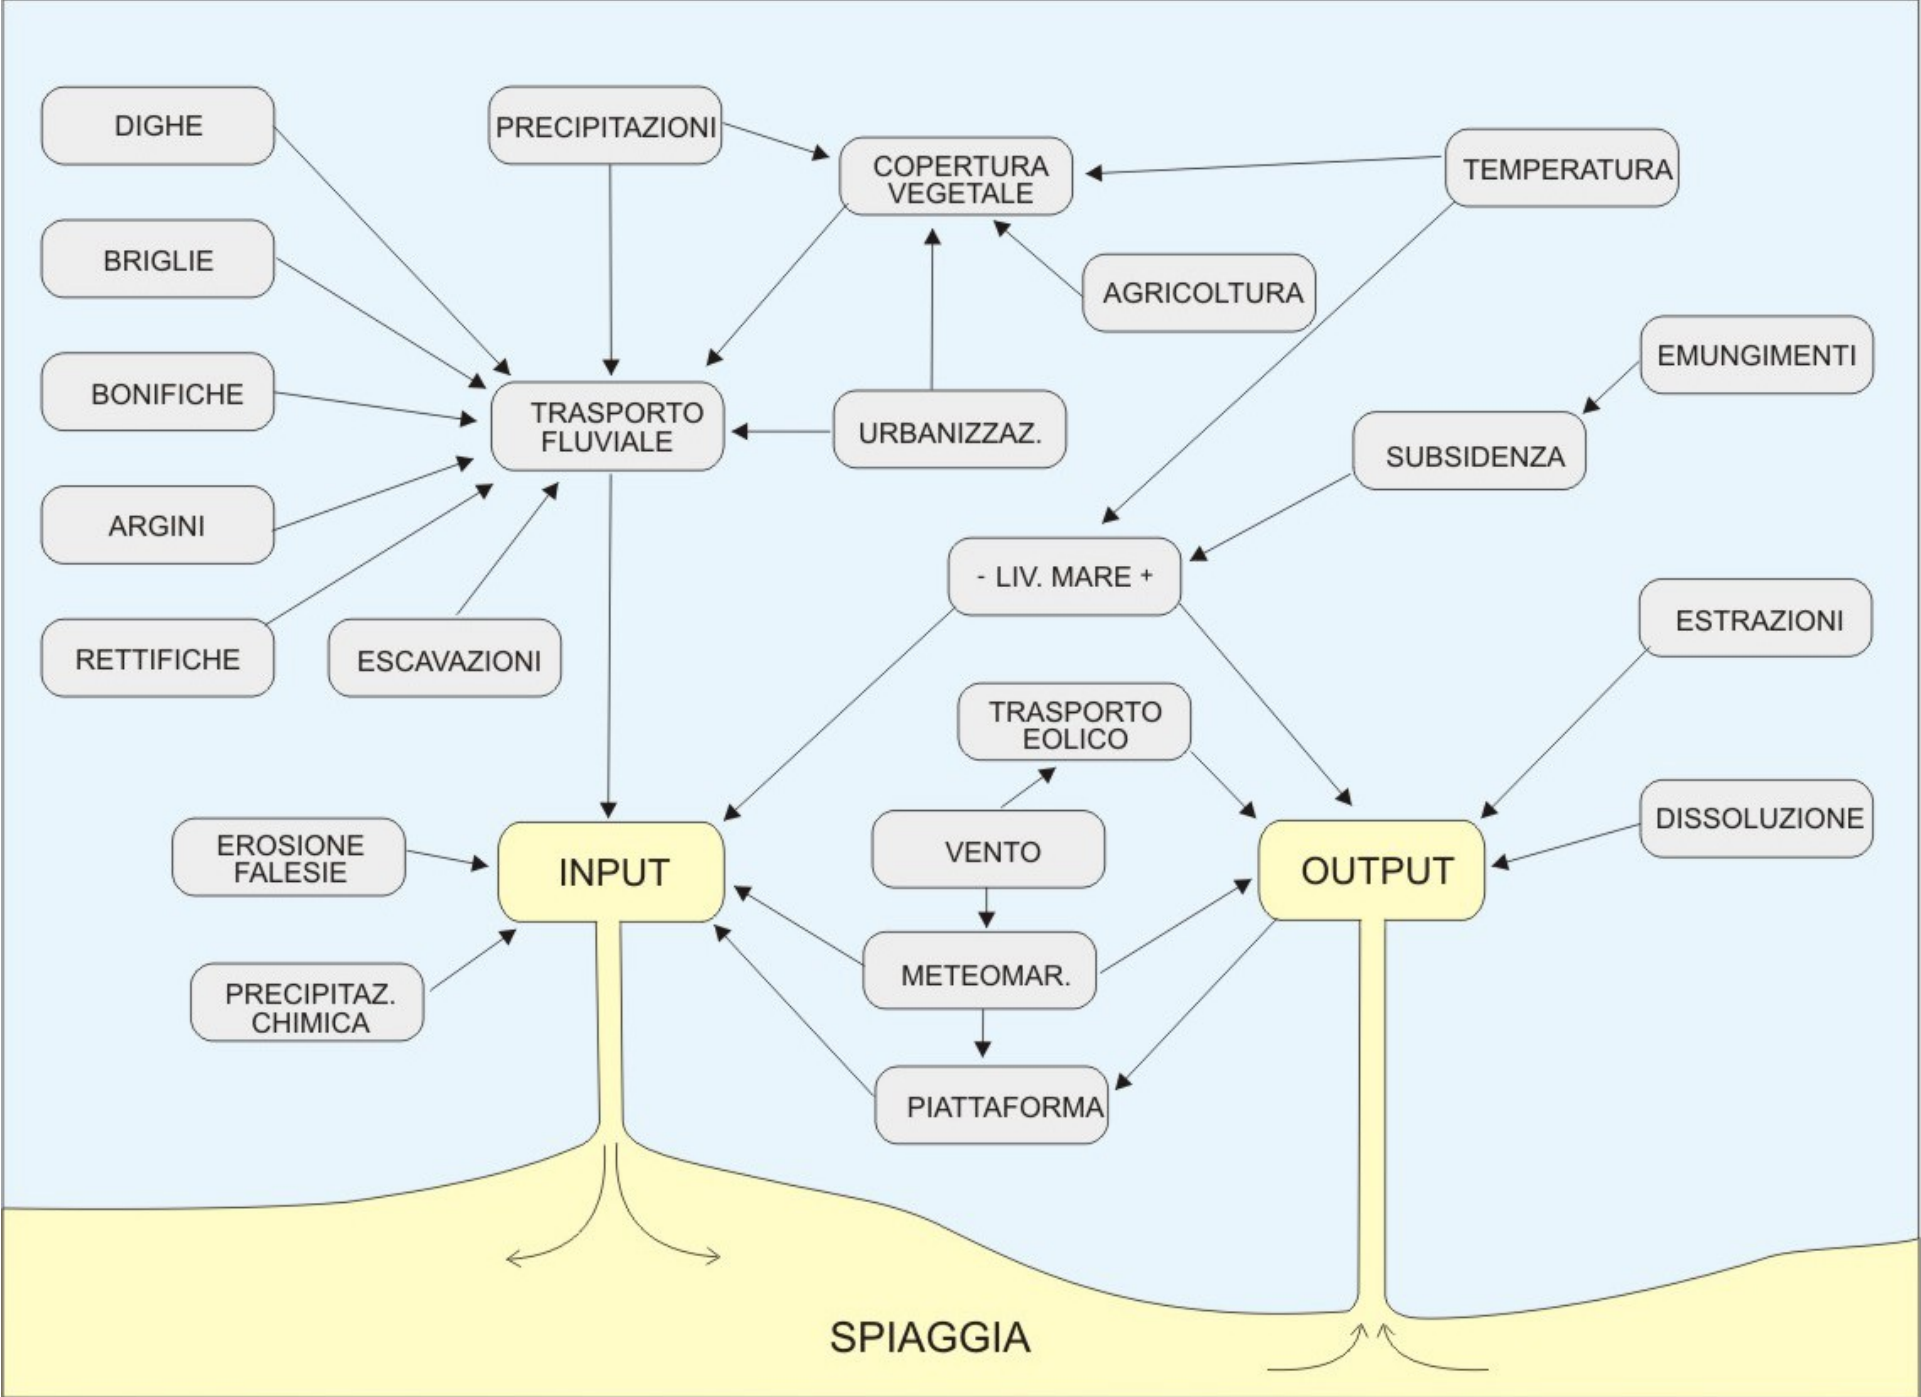 DIGHE
PRECIPITAZIONI
COPERTURA
VEGETALE
TEMPERATURA
BRIGLIE
AGRICOLTURA
EMUNGIMENTI
BONIFICHE
TRASPORTO
FLUVIALE
URBANIZZAZ.
SUBSIDENZA
ARGINI
- LIV. MARE +
RETTIFICHE
ESCAVAZIONI
ESTRAZIONI
TRASPORTO
EOLICO
EROSIONE
FALESIE
INPUT
VENTO
OUTPUT
DISSOLUZIONE
PRECIPITAZ.
CHIMICA
METEOMAR.
PIATTAFORMA
SPIAGGIA